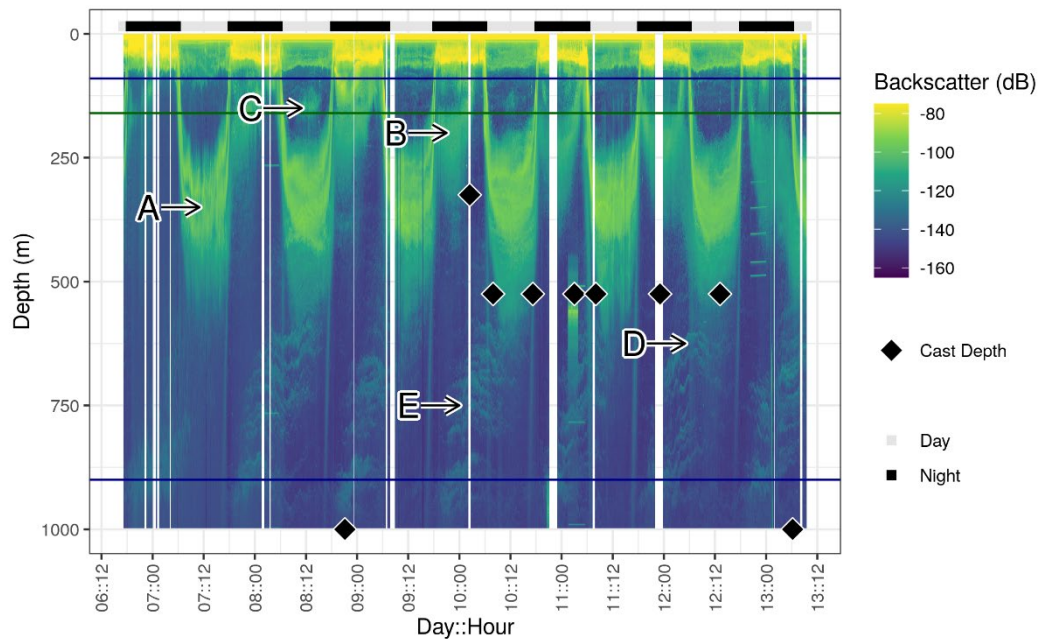 0
250
500
750
1000
Depth (m)
A
B
C
D
E
06::12
07::00
07::12
08::00
08::12
09::00
09::12
10::00
10::12
11::00
11::12
12::00
12::12
13::00
13::12
Day::Hour
Backscatter (dB)
-80
-100
-120
-140
-160
Cast Depth
Day
Night